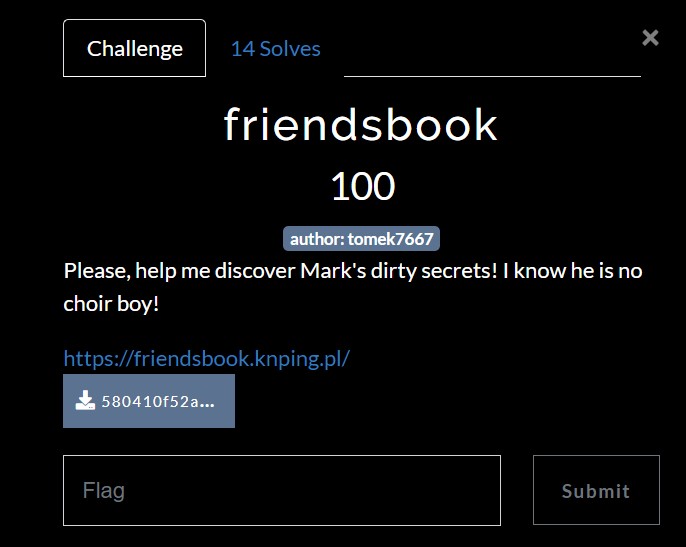 Challenge
14 Solves
×
friendsbook
100
author: tomek7667
Please, help me discover Mark's dirty secrets! I know he is no
choir boy!
https://friendsbook.knping.pl/
580410f52a...
Flag
Submit